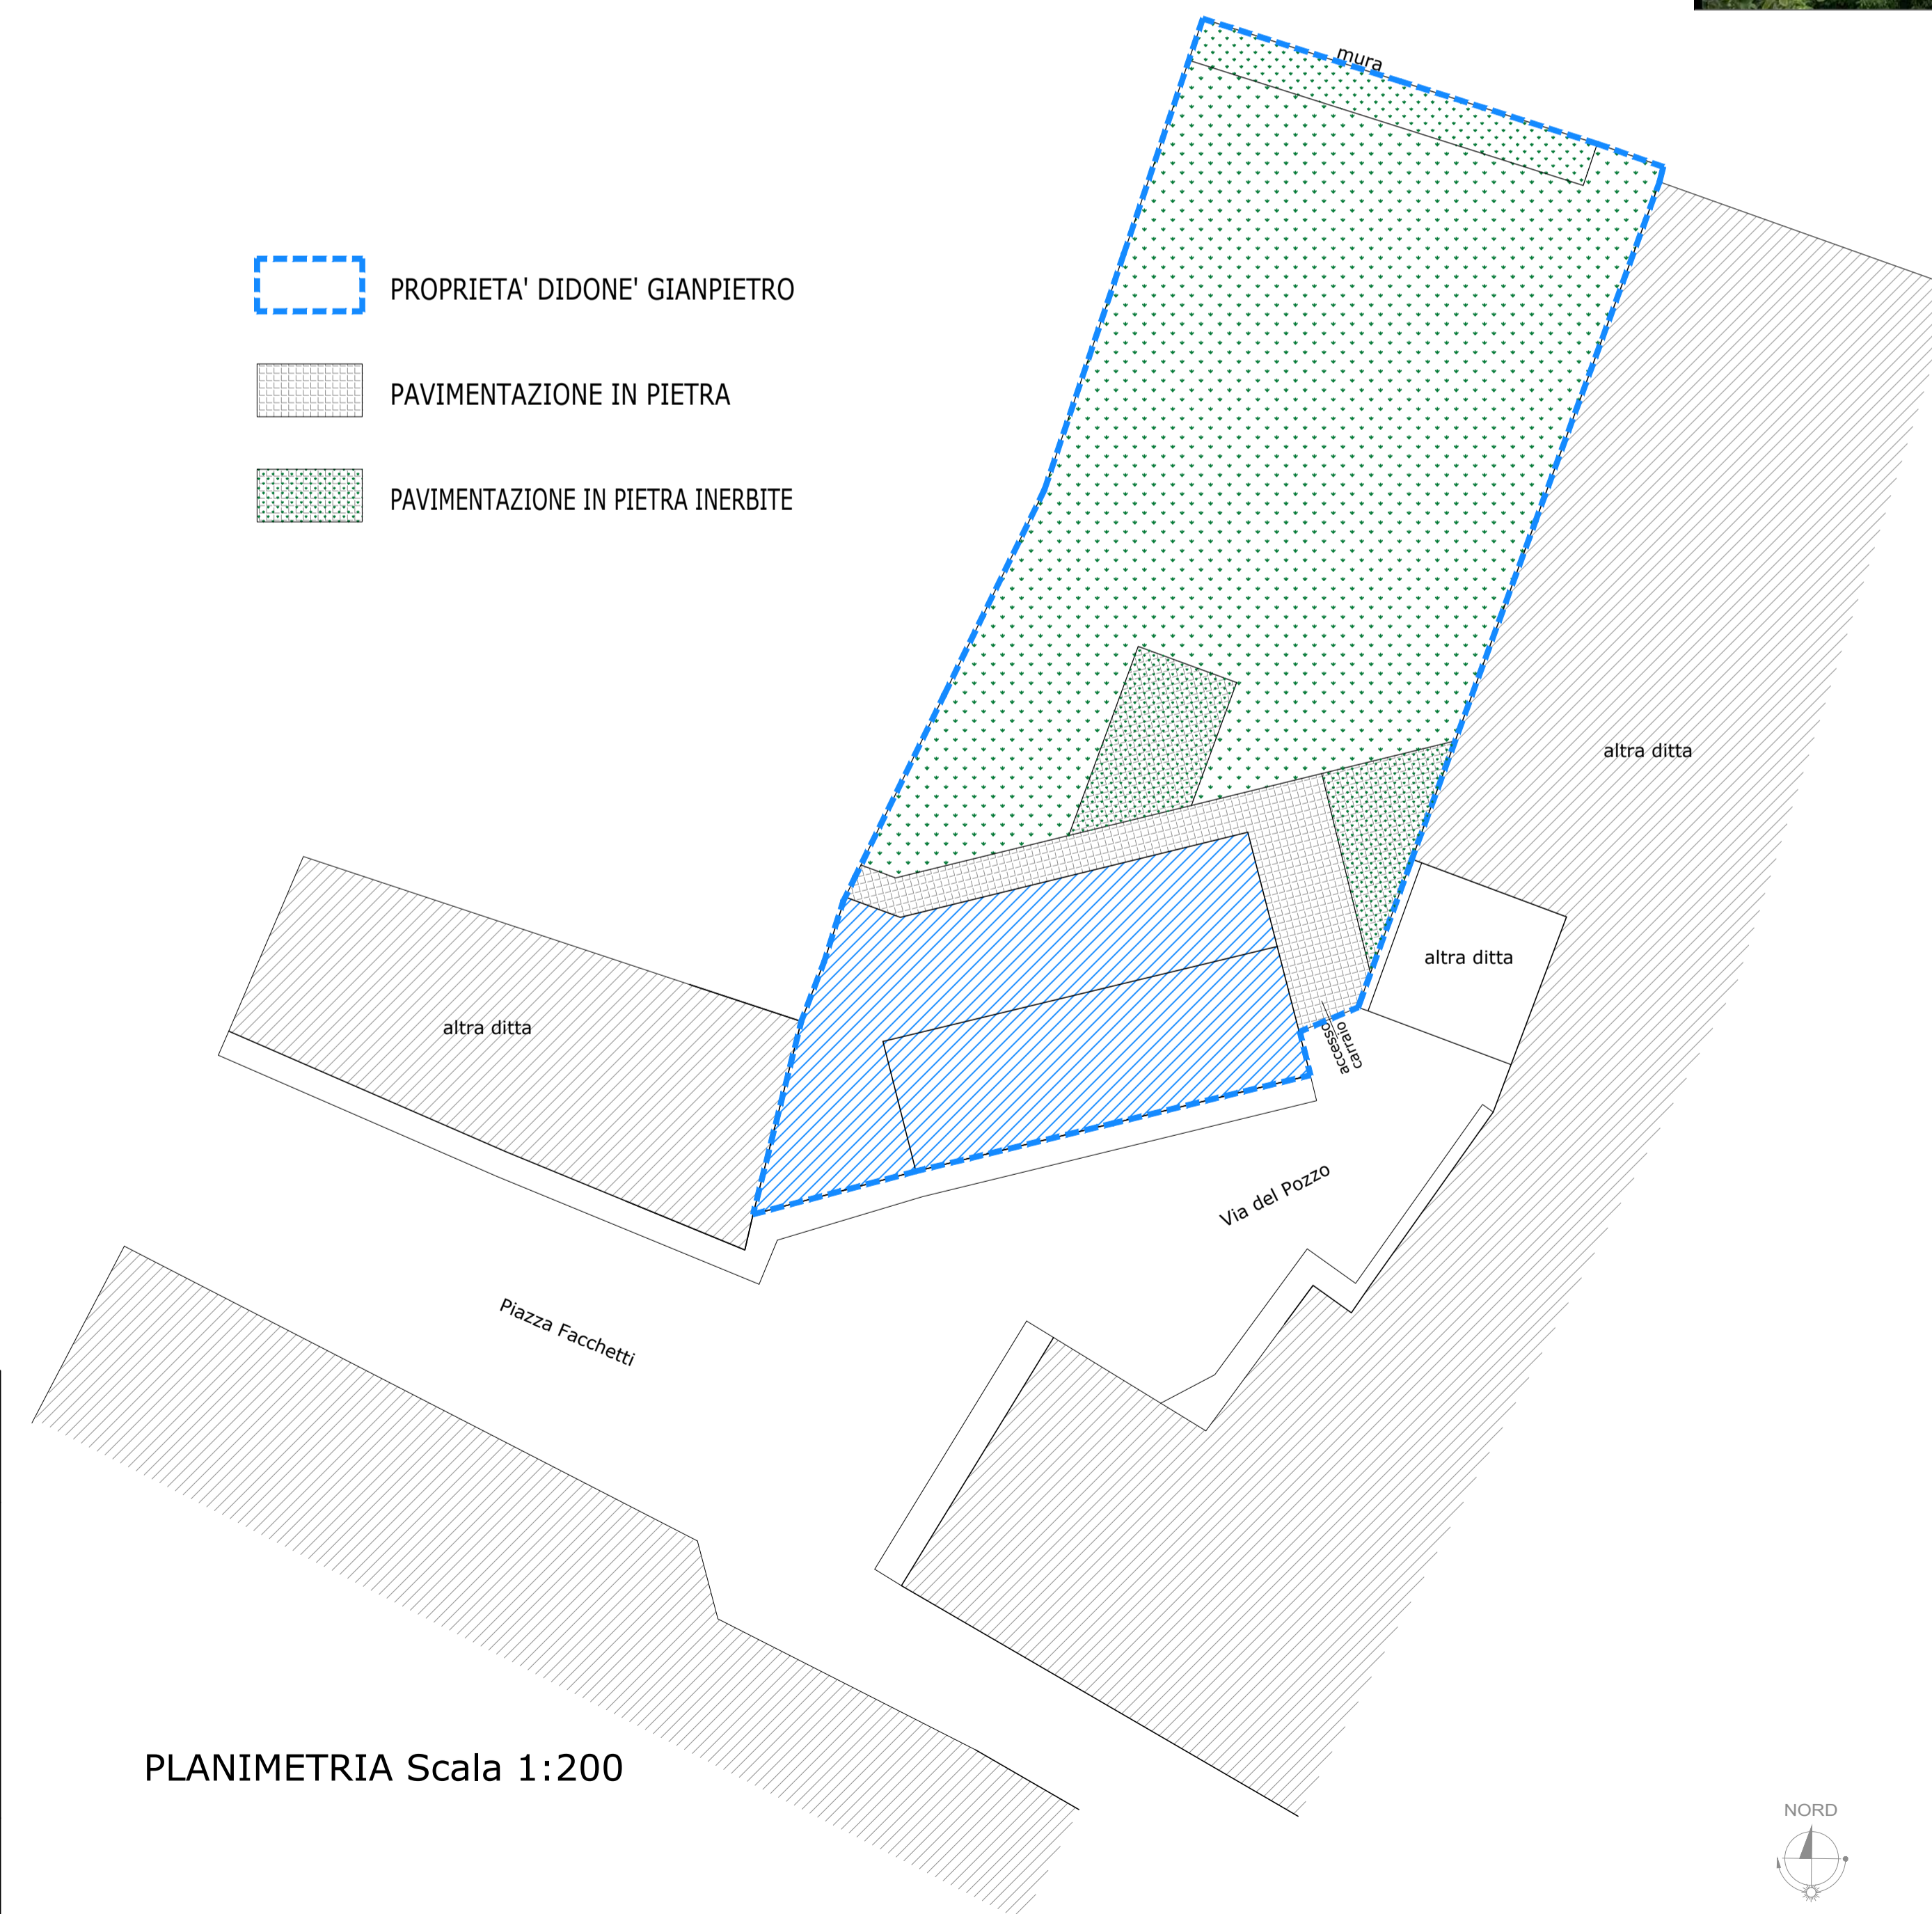 mura
PROPRIETA' DIDONE' GIANPIETRO
PAVIMENTAZIONE IN PIETRA
PAVIMENTAZIONE IN PIETRA INERBITE
altra ditta
altra ditta
altra ditta
accesso
carraio
Via del Pozzo
Piazza Facchetti
PLANIMETRIA Scala 1:200
NORD